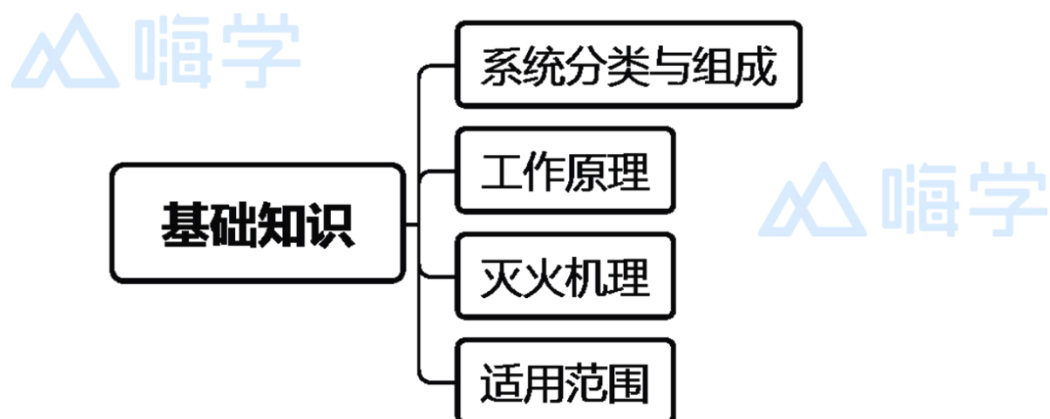 嗨学
系统分类与组成
工作原理
基础知识
嗨学
灭火机理
适用范围